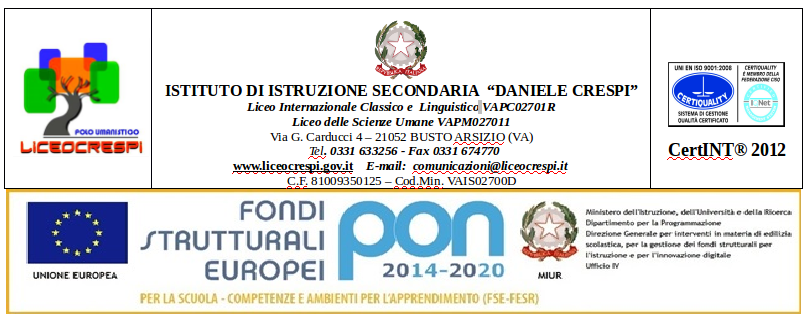 POLO UMANISTICO
LICEOCRESPI
ISTITUTO DI ISTRUZIONE SECONDARIA “DANIELE CRESPI”
Liceo Internazionale Classico e Linguistico VAPC02701R
Liceo delle Scienze Umane VAPM027011
Via G. Carducci 4 – 21052 BUSTO ARSIZIO (VA)
Tel. 0331 633256 - Fax 0331 674770
www.liceocrespi.gov.it E-mail: comunicazioni@liceocrespi.it
C.F. 81009350125 – Cod.Min. VAIS02700D
UNI EN ISO 9001:2008
CERTIQUALITY
SISTEMA DI GESTIONE
QUALITÀ CERTIFICATO
CERTIQUALITY
È MEMBRO DELLA
FEDERAZIONE CISQ
CertINT® 2012
UNIONE EUROPEA
FONDI
STRUTTURALI
EUROPEI
pon
2014-2020
MIUR
Ministero dell'Istruzione, dell'Università e della Ricerca
Dipartimento per la Programmazione
Direzione Generale per interventi in materia di edilizia
scolastica, per la gestione dei fondi strutturali per
l'istruzione e per l'innovazione digitale
Ufficio IV
PER LA SCUOLA - COMPETENZE E AMBIENTI PER L'APPRENDIMENTO (FSE-FESR)